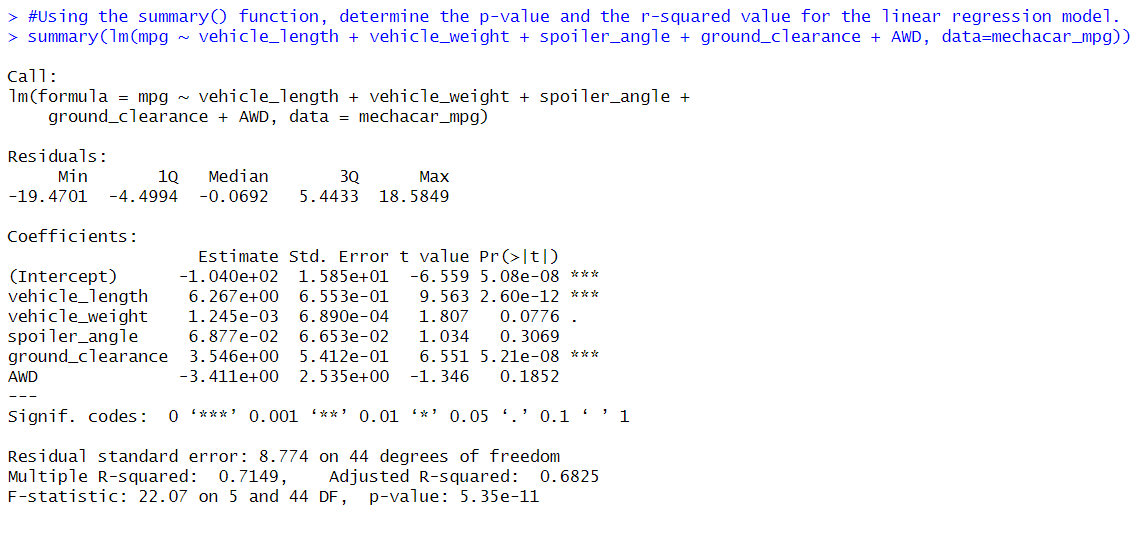 > #Using the summary() function, determine the p-value and the r-squared value for the linear regression model.
> summary(lm(mpg ~ vehicle_length + vehicle_weight + spoiler_angle + ground_clearance + AWD, data=mechacar_mpg))

Call:
lm(formula = mpg ~ vehicle_length + vehicle_weight + spoiler_angle +
    ground_clearance + AWD, data = mechacar_mpg)

Residuals:
     Min       1Q   Median       3Q      Max
-19.4701  -4.4994  -0.0692   5.4433  18.5849

Coefficients:
                   Estimate Std. Error t value Pr(>|t|)
(Intercept)      -1.040e+02  1.585e+01  -6.559 5.08e-08 ***
vehicle_length    6.267e+00  6.553e-01   9.563 2.60e-12 ***
vehicle_weight    1.245e-03  6.890e-04   1.807   0.0776 .
spoiler_angle     6.877e-02  6.653e-02   1.034   0.3069
ground_clearance  3.546e+00  5.412e-01   6.551 5.21e-08 ***
AWD              -3.411e+00  2.535e+00  -1.346   0.1852
---
Signif. codes:  0 ‘***’ 0.001 ‘**’ 0.01 ‘*’ 0.05 ‘.’ 0.1 ‘ ’ 1

Residual standard error: 8.774 on 44 degrees of freedom
Multiple R-squared:  0.7149,    Adjusted R-squared:  0.6825
F-statistic: 22.07 on 5 and 44 DF,  p-value: 5.35e-11